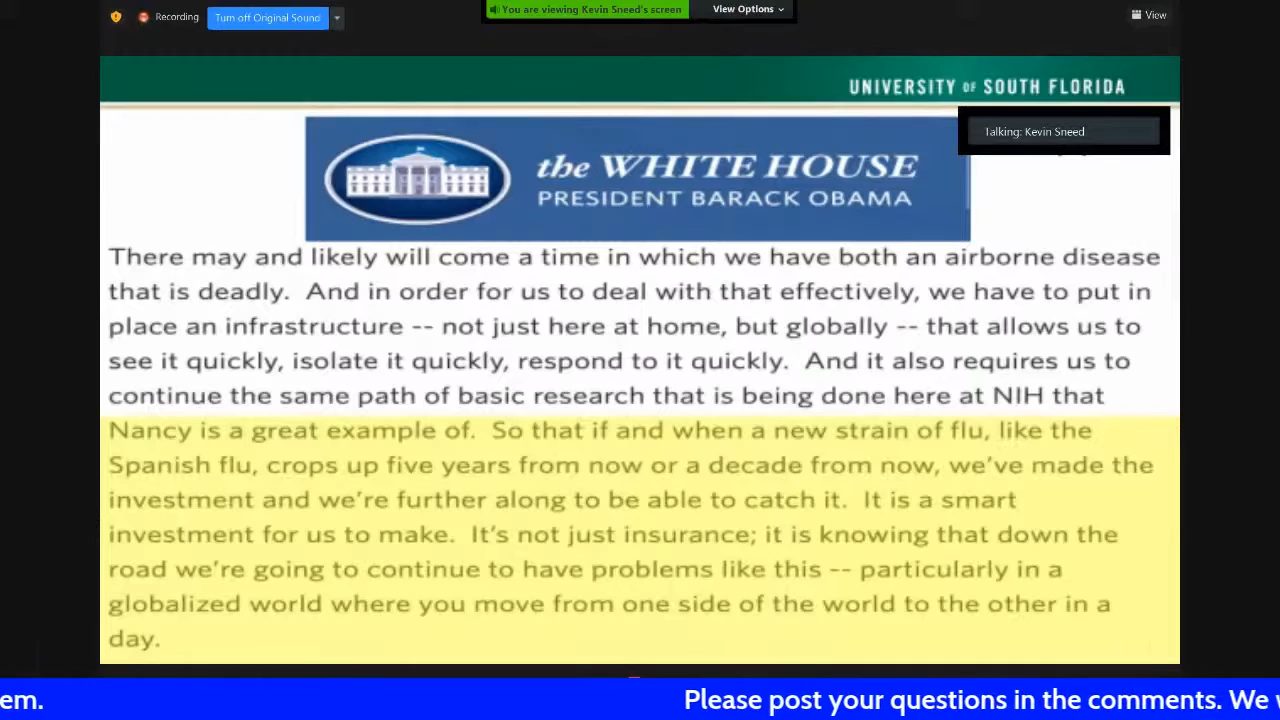 Recording
Turn off Original Sound
You are viewing Kevin Sneed's screen
View Options
View
UNIVERSITY OF SOUTH FLORIDA
Talking: Kevin Sneed
the WHITE HOUSE
PRESIDENT BARACK OBAMA
There may and likely will come a time in which we have both an airborne disease
that is deadly.  And in order for us to deal with that effectively, we have to put in
place an infrastructure -- not just here at home, but globally -- that allows us to
see it quickly, isolate it quickly, respond to it quickly.  And it also requires us to
continue the same path of basic research that is being done here at NIH that
Nancy is a great example of.  So that if and when a new strain of flu, like the
Spanish flu, crops up five years from now or a decade from now, we've made the
investment and we're further along to be able to catch it.  It is a smart
investment for us to make.  It's not just insurance; it is knowing that down the
road we're going to continue to have problems like this -- particularly in a
globalized world where you move from one side of the world to the other in a
day.
em. Please post your questions in the comments. We